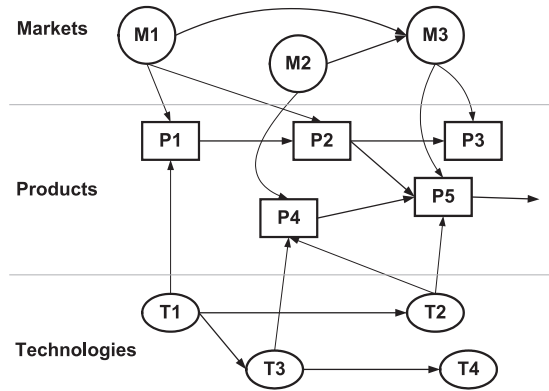 Markets
M1
M2
M3
P1
P2
P3
Products
P4
P5
T1
T2
Technologies
T3
T4